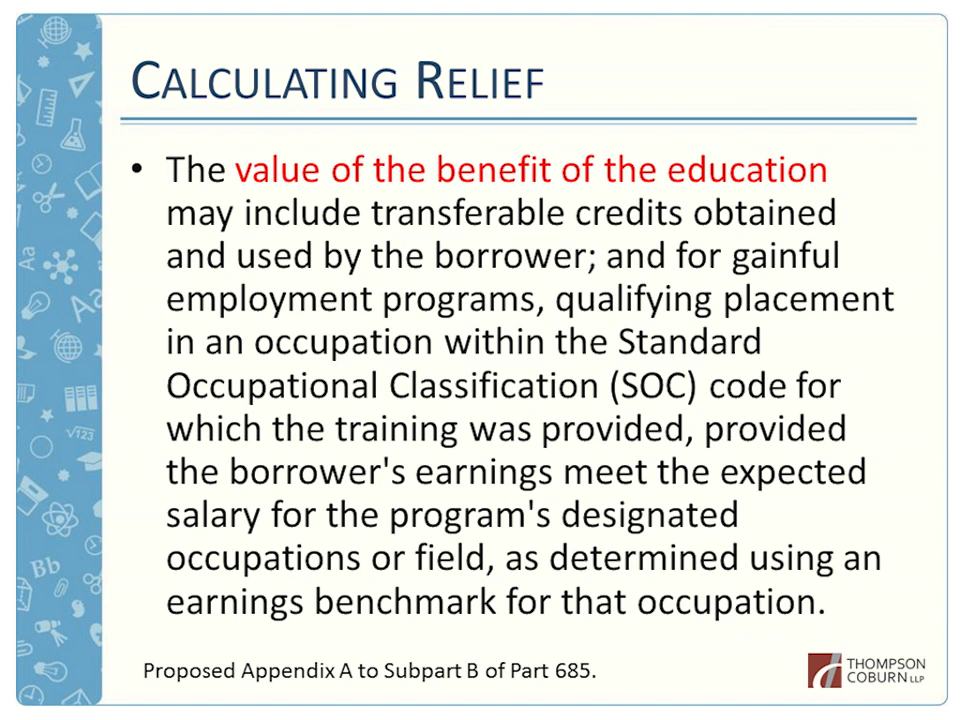 CALCULATING RELIEF
• The value of the benefit of the education
may include transferable credits obtained
and used by the borrower; and for gainful
employment programs, qualifying placement
in an occupation within the Standard
Occupational Classification (SOC) code for
which the training was provided, provided
the borrower's earnings meet the expected
salary for the program's designated
occupations or field, as determined using an
earnings benchmark for that occupation.
Proposed Appendix A to Subpart B of Part 685.
THOMPSON
COBURN LLP
Aa
Aa
√123
Bb